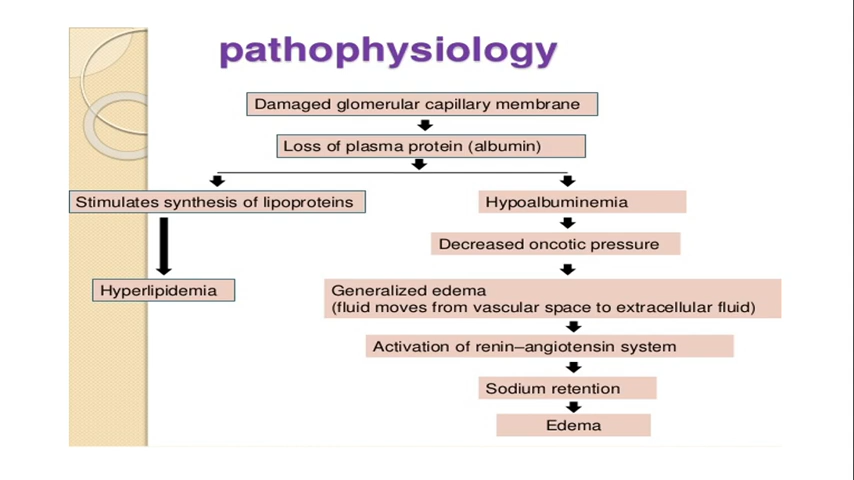 pathophysiology
Damaged glomerular capillary membrane
Loss of plasma protein (albumin)
Stimulates synthesis of lipoproteins
Hypoalbuminemia
Decreased oncotic pressure
Hyperlipidemia
Generalized edema
(fluid moves from vascular space to extracellular fluid)
Activation of renin–angiotensin system
Sodium retention
Edema